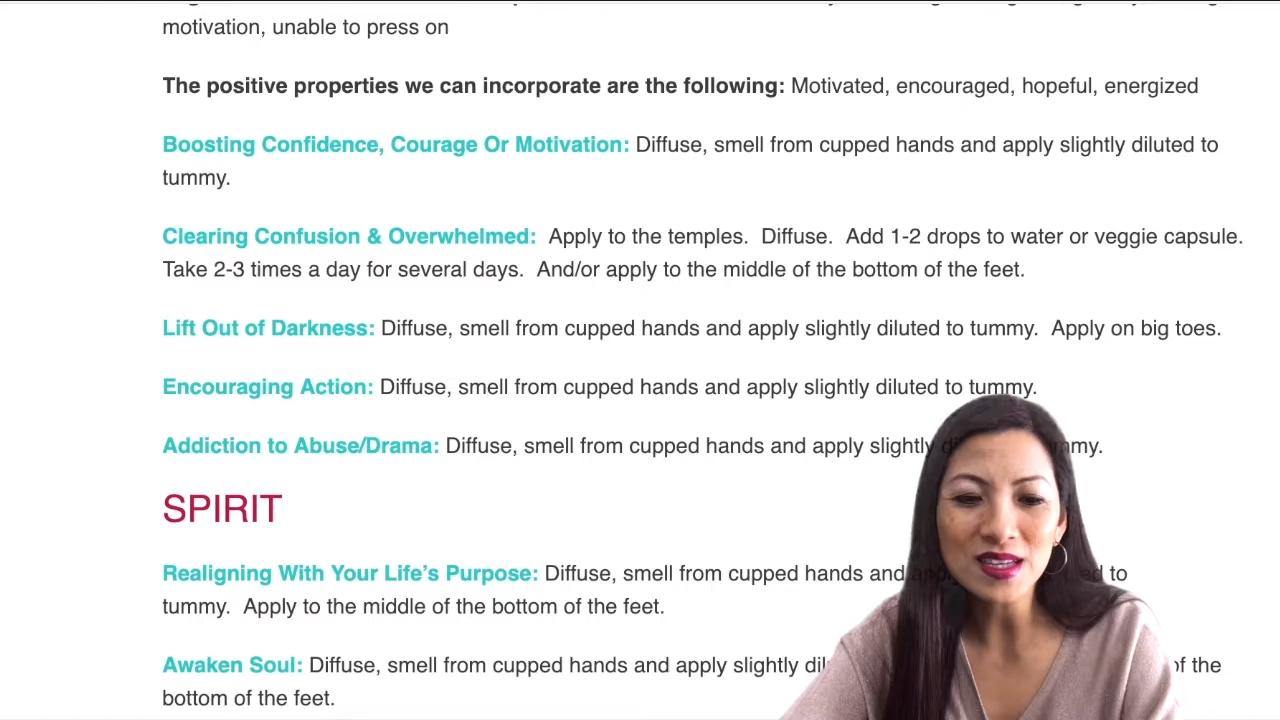 motivation, unable to press on
The positive properties we can incorporate are the following: Motivated, encouraged, hopeful, energized
Boosting Confidence, Courage Or Motivation: Diffuse, smell from cupped hands and apply slightly diluted to
tummy.
Clearing Confusion & Overwhelmed:  Apply to the temples.  Diffuse.  Add 1-2 drops to water or veggie capsule.
Take 2-3 times a day for several days.  And/or apply to the middle of the bottom of the feet.
Lift Out of Darkness: Diffuse, smell from cupped hands and apply slightly diluted to tummy.  Apply on big toes.
Encouraging Action: Diffuse, smell from cupped hands and apply slightly diluted to tummy.
Addiction to Abuse/Drama: Diffuse, smell from cupped hands and apply slightly
SPIRIT
Realigning With Your Life's Purpose: Diffuse, smell from cupped hands and to
tummy.  Apply to the middle of the bottom of the feet.
Awaken Soul: Diffuse, smell from cupped hands and apply slightly of the
bottom of the feet.